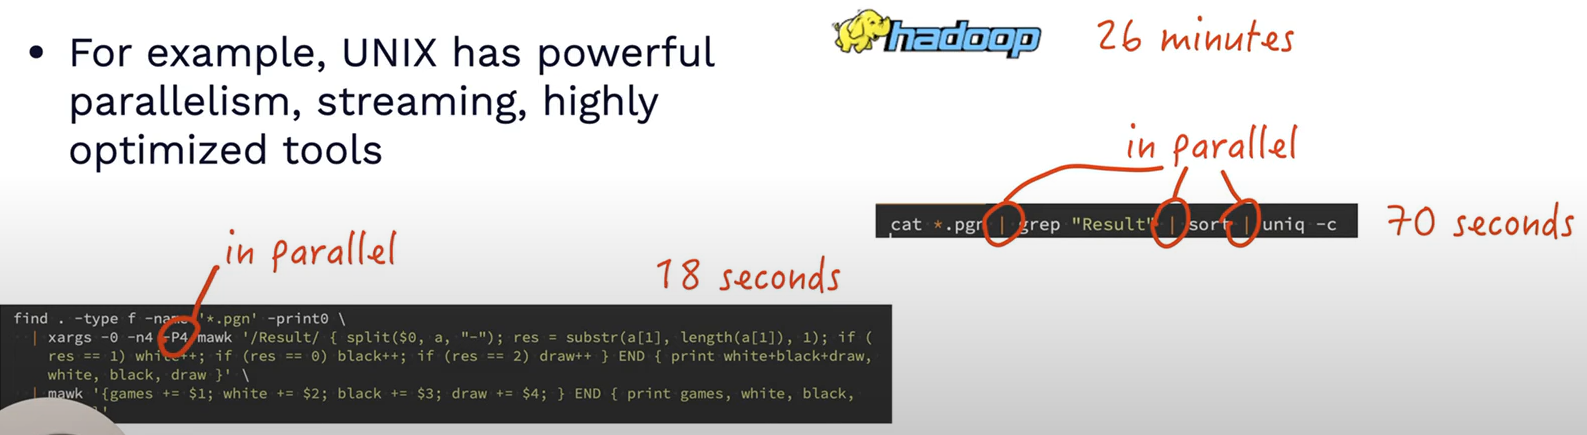 • For example, UNIX has powerful
parallelism, streaming, highly
optimized tools
hadoop
26 minutes
in parallel
cat *.pgn | grep "Result" | sort | uniq -c
70 seconds
in parallel
18 seconds
find . -type f -name '*.pgn' -print0 \
| xargs -0 -n4 -P4 mawk '/Result/ { split($0, a, "-"); res = substr(a[1], length(a[1]), 1); if (
res == 1) white++; if (res == 0) black++; if (res == 2) draw++ } END { print white+black+draw,
white, black, draw }' \
| mawk '{games += $1; white += $2; black += $3; draw += $4; } END { print games, white, black,